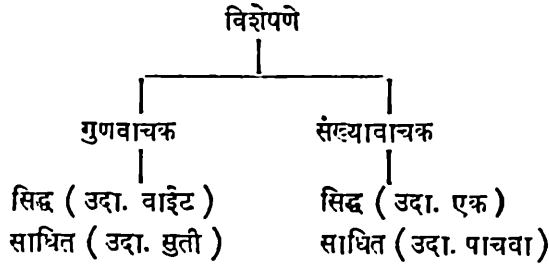 विशेषणे
गुणवाचक संख्यावाचक
सिद्ध ( उदा. वाईट ) सिद्ध ( उदा. एक )
साधित ( उदा. सुती ) साधित ( उदा. पाचवा )